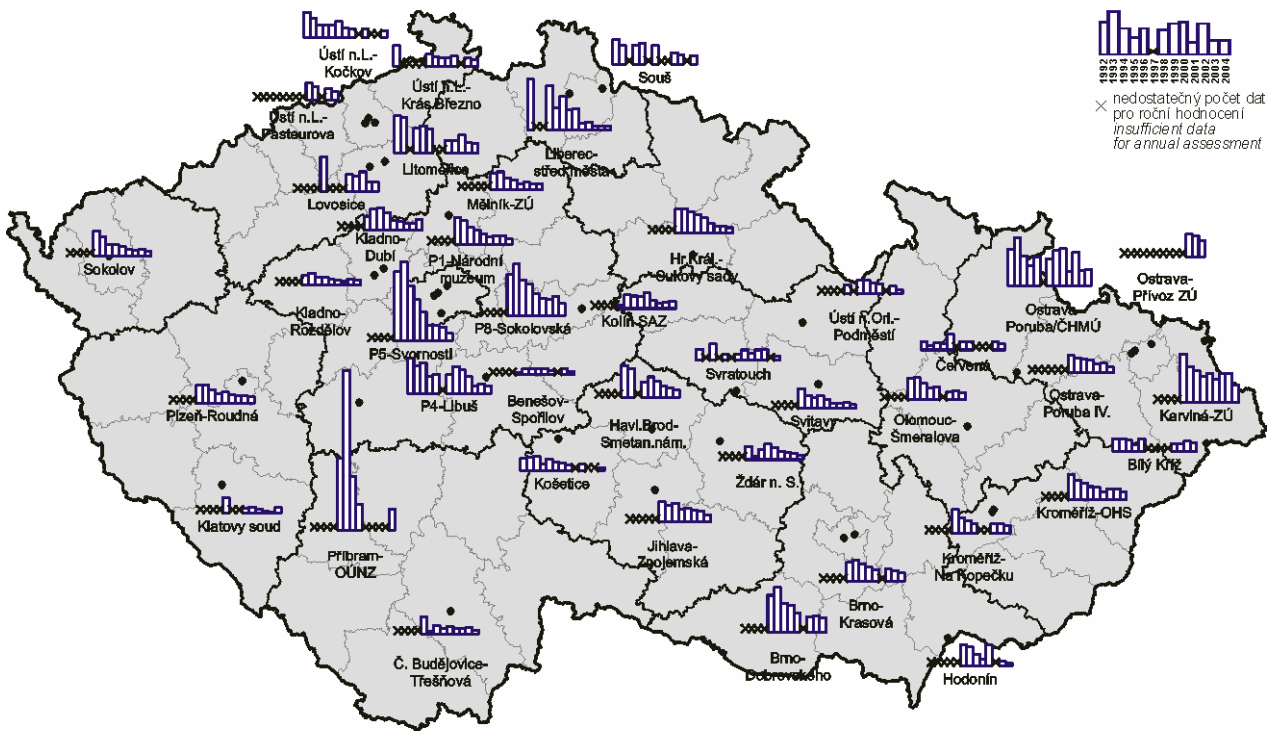 Ústí n.L.-
Kočkov
Ústí n.L.-
Krás.Březno
Souš
1992
1993
1994
1995
1996
1997
1998
1999
2000
2001
2002
2003
2004
× nedostatečný počet dat
pro roční hodnocení
insufficient data
for annual assessment
Ústí n.L.-
Pasteurova
Litoměřice
Liberec-
střed města
Lovosice
Mělník-ZÚ
Kladno-
Dubí
P1-Národní
muzeum
Hr.Král.-
Sukovy sady
Sokolov
Ostrava-
Přívoz ZÚ
Kladno-
Rozdělov
P8-Sokolovská
Kolín SAZ
Ústí n.Orl.-
Podměstí
Ostrava-
Poruba/ČHMÚ
P5-Svornosti
Svratouch
Červená
Plzeň-Roudná
P4-Libuš
Benešov-
Spořilov
Havl.Brod-
Smetan.nám.
Svitavy
Olomouc-
Šmeralova
Ostrava-
Poruba IV.
Karviná-ZÚ
Košetice
Ždár n. S.
Bílý Kříž
Klatovy soud
Příbram-
OÚNZ
Jihlava-
Znojemská
Kroměříž-OHS
Kroměříž-
Na Kopečku
Brno-
Krasová
Č. Budějovice-
Třešňová
Brno-
Dobrovského
Hodonín